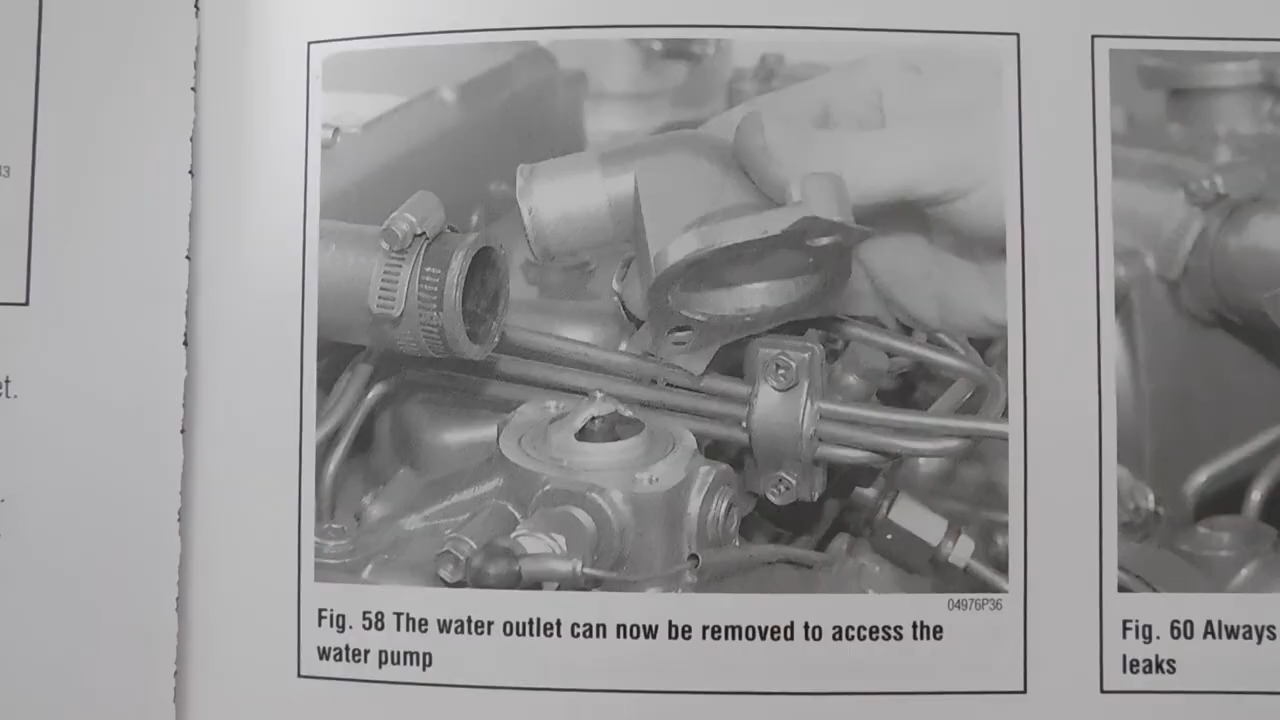 et.
04976P36
Fig. 58 The water outlet can now be removed to access the
water pump
Fig. 60 Always
leaks